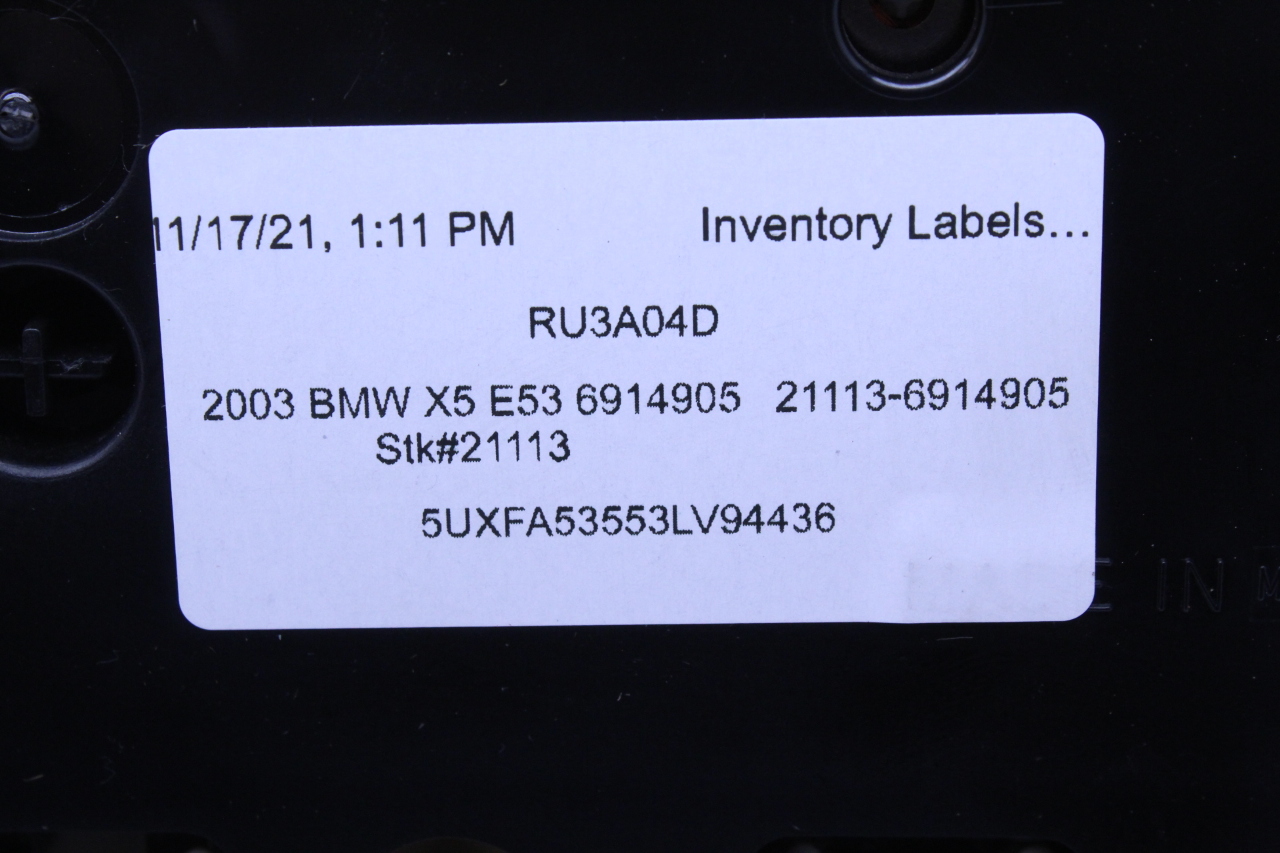 11/17/21, 1:11 PM Inventory Labels...
RU3A04D
2003 BMW X5 E53 6914905 21113-6914905
Stk#21113
5UXFA53553LV94436
IN